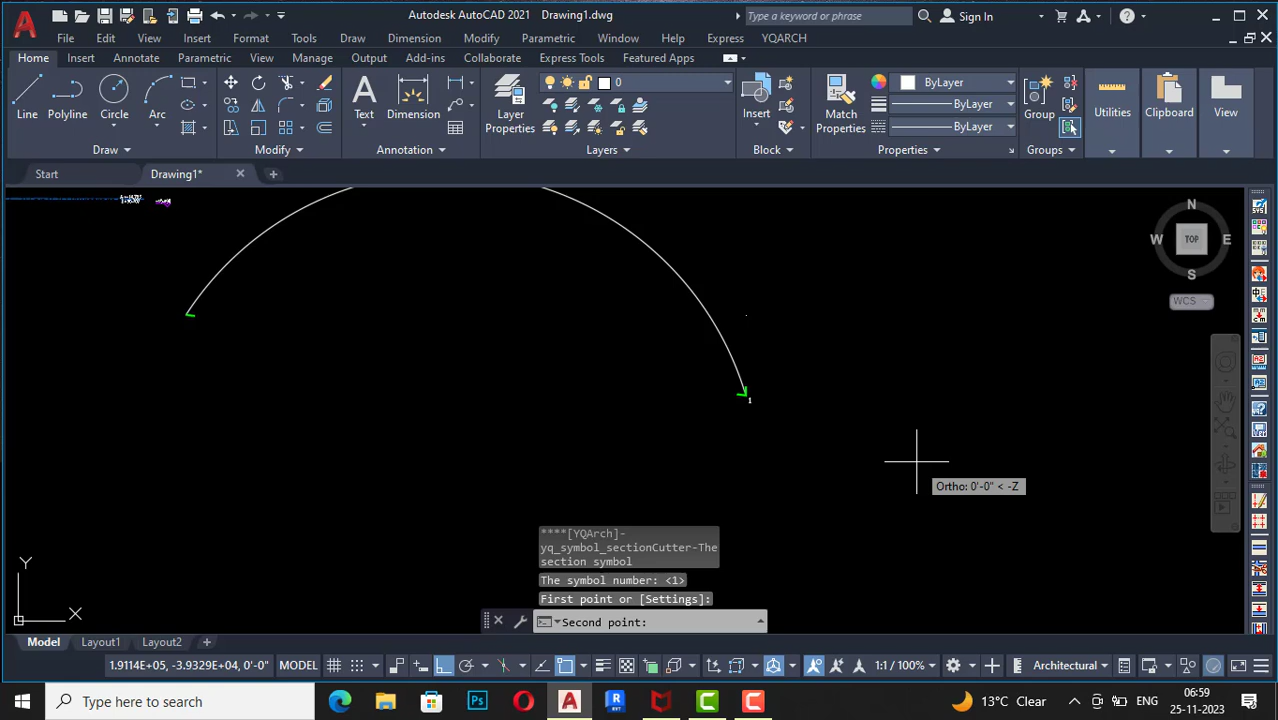 Autodesk AutoCAD 2021 Drawing1.dwg
Type a keyword or phrase
Sign In
File Edit View Insert Format Tools Draw Dimension Modify Parametric Window Help Express YQARCH
Home Insert Annotate Parametric View Manage Output Add-ins Collaborate Express Tools Featured Apps
0
ByLayer
ByLayer
ByLayer
Line Polyline Circle Arc
Text Dimension
Layer
Properties
Insert
Match
Properties
Group
Utilities
Clipboard
View
Draw Modify Annotation Layers Block Properties Groups
Start Drawing1*
N
W TOP E
S
WCS
1
Ortho: 0'-0" < -Z
****[YQArch]-
yq_symbol_sectionCutter-The
section symbol
The symbol number: <1>
First point or [Settings]:
Second point:
Y
X
Model Layout1 Layout2
1.9114E+05, -3.9329E+04, 0'-0" MODEL
1:1 / 100%
Architectural
Type here to search
Ps
A
R
RVT
C
C
13°C Clear
ENG
06:59
25-11-2023